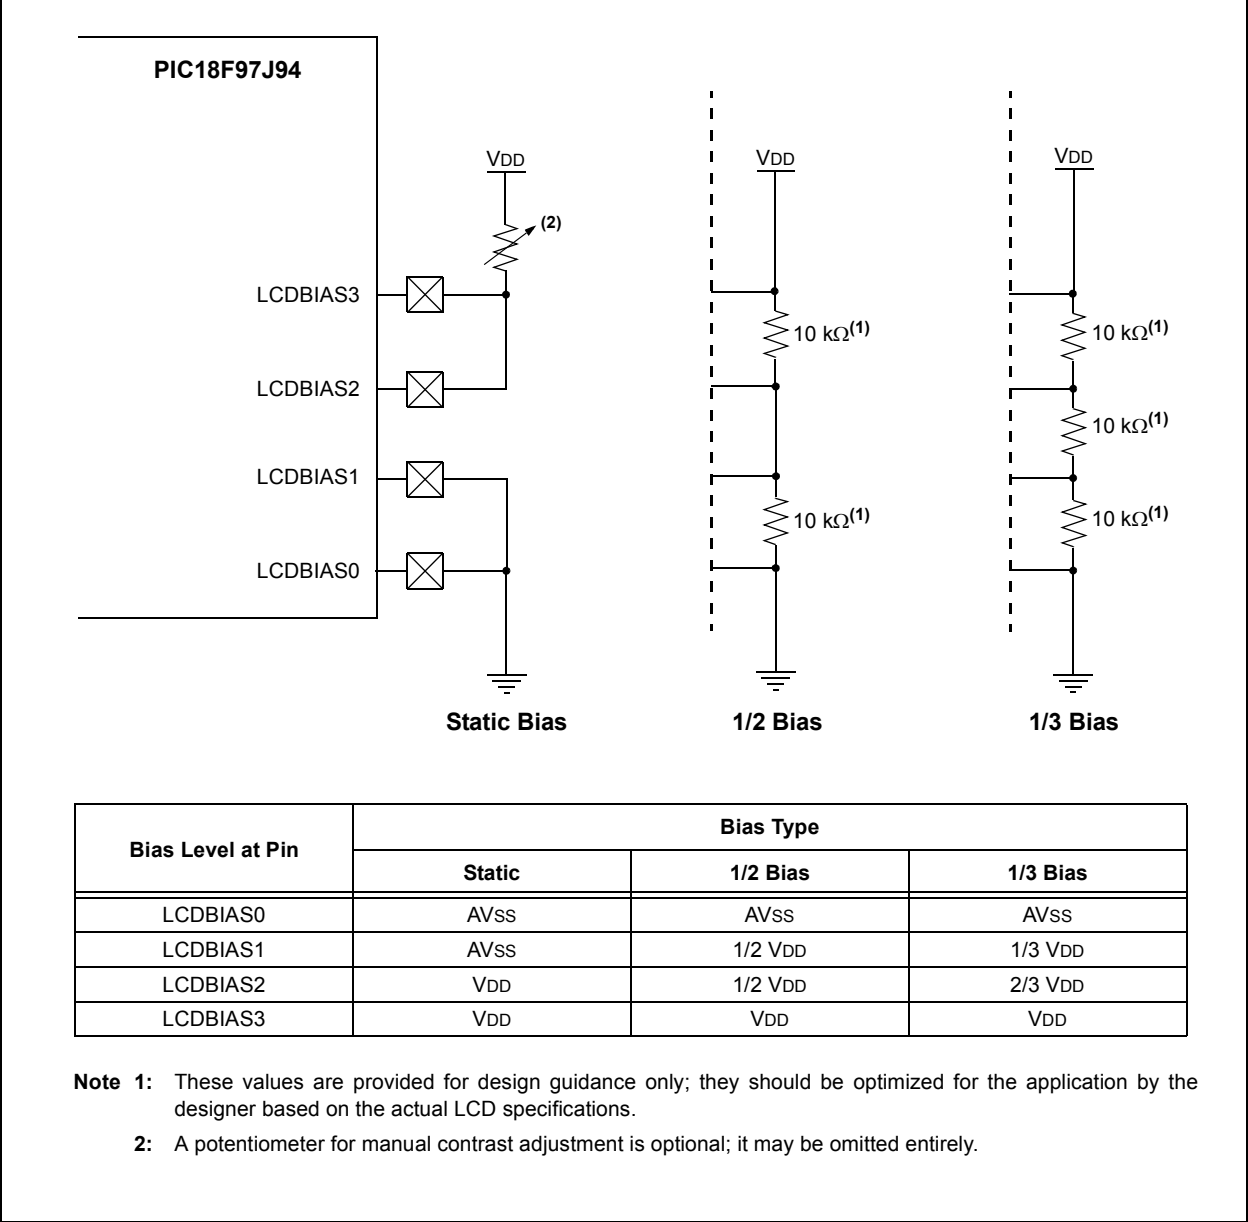 PIC18F97J94
VDD
VDD
VDD
(2)
LCDBIAS3
10 kΩ(1)
10 kΩ(1)
LCDBIAS2
10 kΩ(1)
LCDBIAS1
10 kΩ(1)
10 kΩ(1)
LCDBIAS0
Static Bias
1/2 Bias
1/3 Bias
Bias Level at Pin
Bias Type
Static
1/2 Bias
1/3 Bias
LCDBIAS0 AVSS AVSS AVSS
LCDBIAS1 AVSS 1/2 VDD 1/3 VDD
LCDBIAS2 VDD 1/2 VDD 2/3 VDD
LCDBIAS3 VDD VDD VDD
Note 1: These values are provided for design guidance only; they should be optimized for the application by the
designer based on the actual LCD specifications.
2: A potentiometer for manual contrast adjustment is optional; it may be omitted entirely.